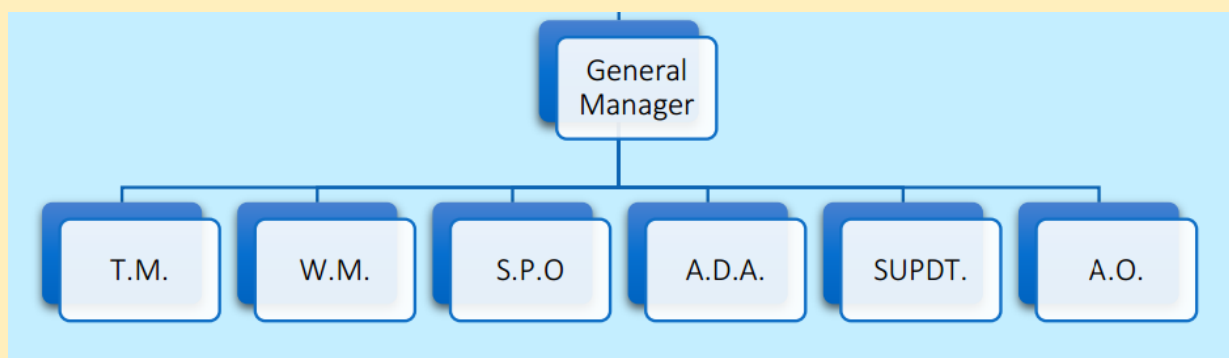 General
Manager
T.M.
W.M.
S.P.O
A.D.A.
SUPDT.
A.O.